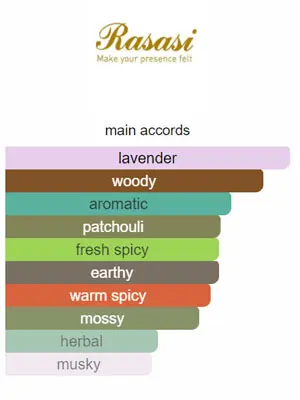 Rasasi
Make your presence felt
main accords
lavender
woody
aromatic
patchouli
fresh spicy
earthy
warm spicy
mossy
herbal
musky